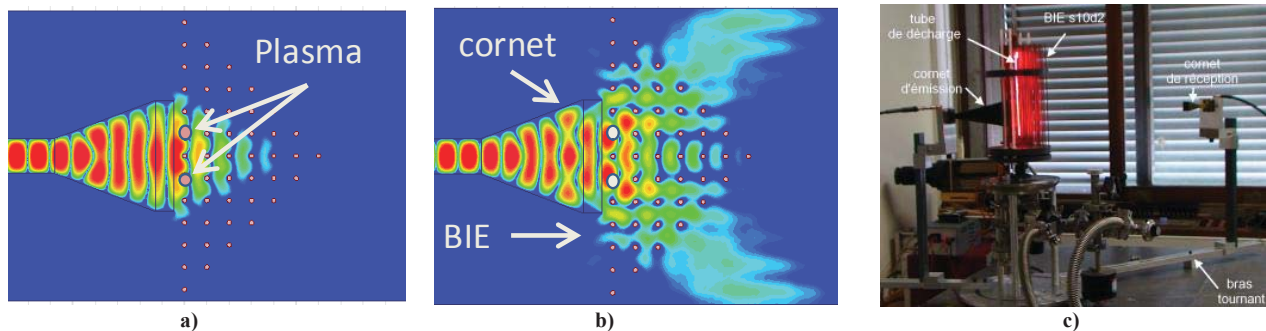 Plasma
a)
cornet
BIE
b)
tube
de décharge
BIE s10d2
cornet
d'émission
cornet
de réception
bras
tournant
c)